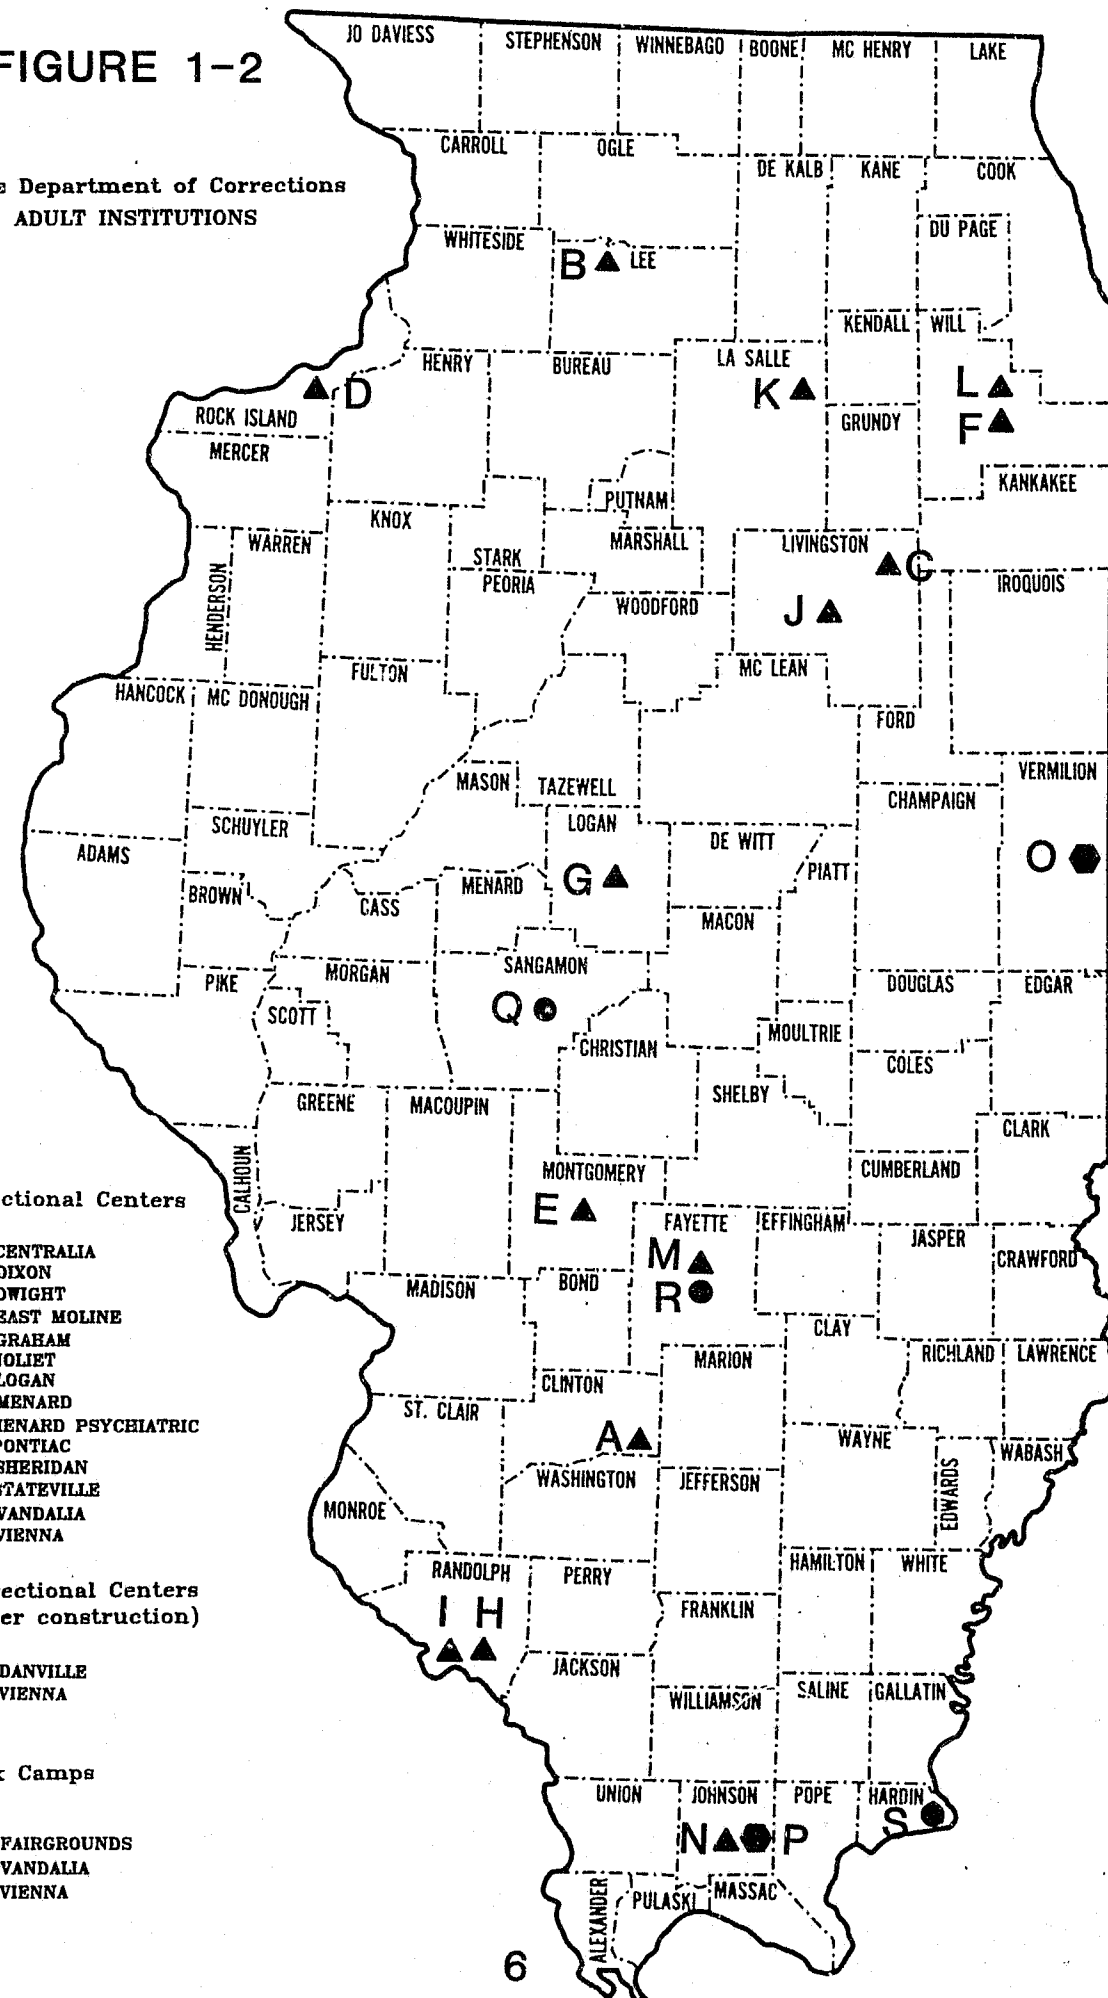 FIGURE 1-2
Department of Corrections
ADULT INSTITUTIONS
JO DAVIESS
STEPHENSON
WINNEBAGO
BOONE
MC HENRY
LAKE
CARROLL
OGLE
DE KALB
KANE
COOK
WHITESIDE
B
LEE
DU PAGE
HENRY
BUREAU
LA SALLE
KENDALL
WILL
D
K
L
ROCK ISLAND
GRUNDY
F
MERCER
PUTNAM
KANKAKEE
KNOX
WARREN
STARK
MARSHALL
LIVINGSTON
C
HENDERSON
PEORIA
WOODFORD
J
IROQUOIS
FULTON
MC LEAN
HANCOCK
MC DONOUGH
FORD
MASON
TAZEWELL
VERMILION
SCHUYLER
LOGAN
CHAMPAIGN
ADAMS
DE WITT
PIATT
O
BROWN
CASS
MENARD
G
MACON
PIKE
MORGAN
SANGAMON
DOUGLAS
EDGAR
SCOTT
Q
CHRISTIAN
MOULTRIE
COLES
GREENE
MACOUPIN
SHELBY
CLARK
CALHOUN
MONTGOMERY
CUMBERLAND
JERSEY
E
FAYETTE
EFFINGHAM
JASPER
CRAWFORD
M
R
MADISON
BOND
CLAY
MARION
RICHLAND
LAWRENCE
CLINTON
ST. CLAIR
A
WAYNE
EDWARDS
WABASH
WASHINGTON
JEFFERSON
MONROE
RANDOLPH
PERRY
HAMILTON
WHITE
I H
FRANKLIN
JACKSON
WILLIAMSON
SALINE
GALLATIN
UNION
JOHNSON
POPE
HARDIN
N
P
S
ALEXANDER
PULASKI
MASSAC
ctional Centers
CENTRALIA
DIXON
DWIGHT
EAST MOLINE
GRAHAM
JOLIET
LOGAN
MENARD
MENARD PSYCHIATRIC
PONTIAC
SHERIDAN
STATEVILLE
VANDALIA
VIENNA
rectional Centers
er construction)
DANVILLE
VIENNA
Camps
FAIRGROUNDS
VANDALIA
VIENNA
6